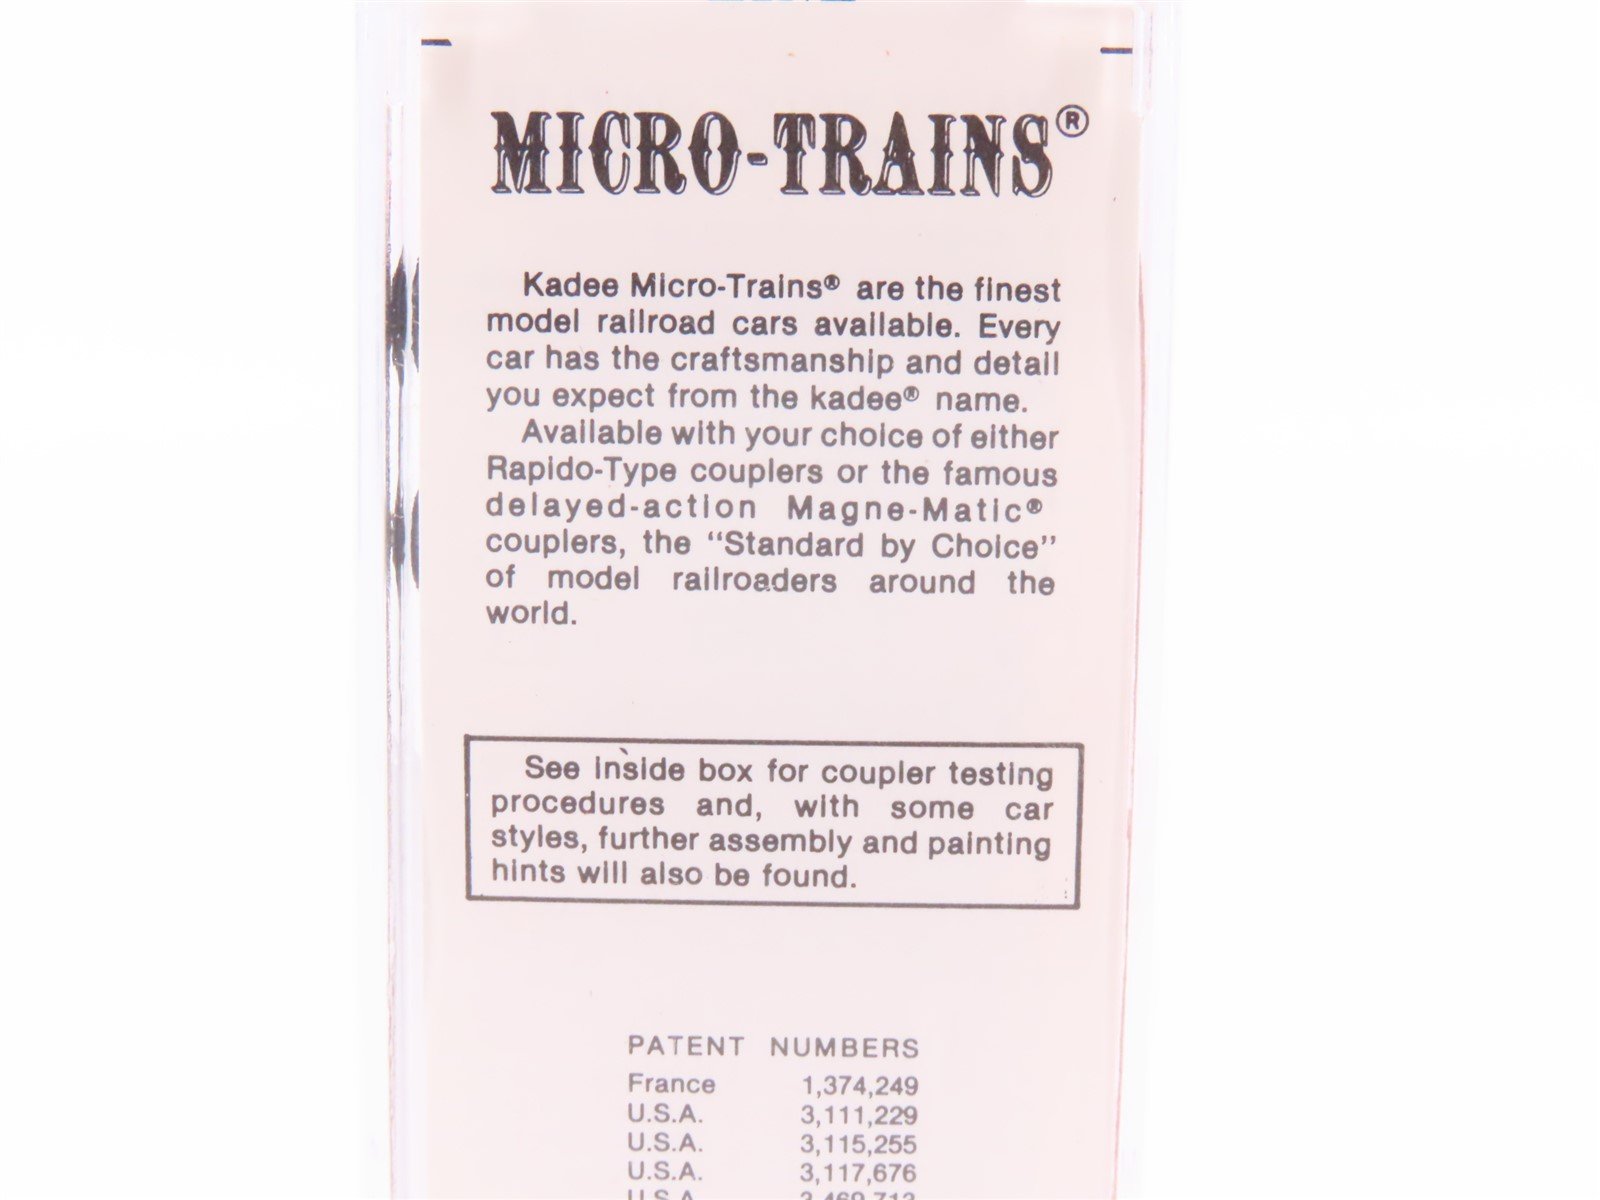 MICRO-TRAINS®
Kadee Micro-Trains® are the finest
model railroad cars available. Every
car has the craftsmanship and detail
you expect from the kadee® name.
Available with your choice of either
Rapido-Type couplers or the famous
delayed-action Magne-Matic®
couplers, the "Standard by Choice"
of model railroaders around the
world.
See inside box for coupler testing
procedures and, with some car
styles, further assembly and painting
hints will also be found.
PATENT NUMBERS
France 1,374,249
U.S.A. 3,111,229
U.S.A. 3,115,255
U.S.A. 3,117,676
U.S.A. 3,469,713